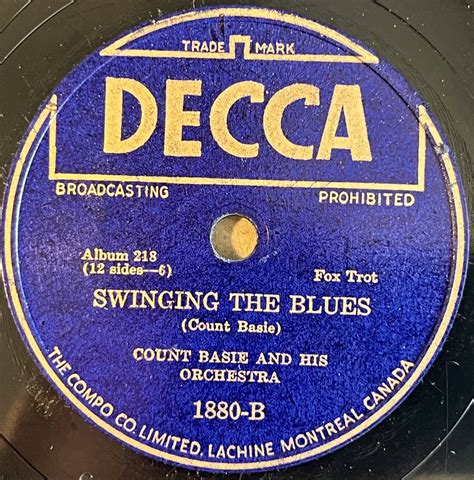 TRADE MARK
DECCA
BROADCASTING PROHIBITED
Album 218
(12 sides--6) Fox Trot
SWINGING THE BLUES
(Count Basie)
COUNT BASIE AND HIS
ORCHESTRA
1880-B
THE COMPO CO. LIMITED, LACHINE MONTREAL CANADA